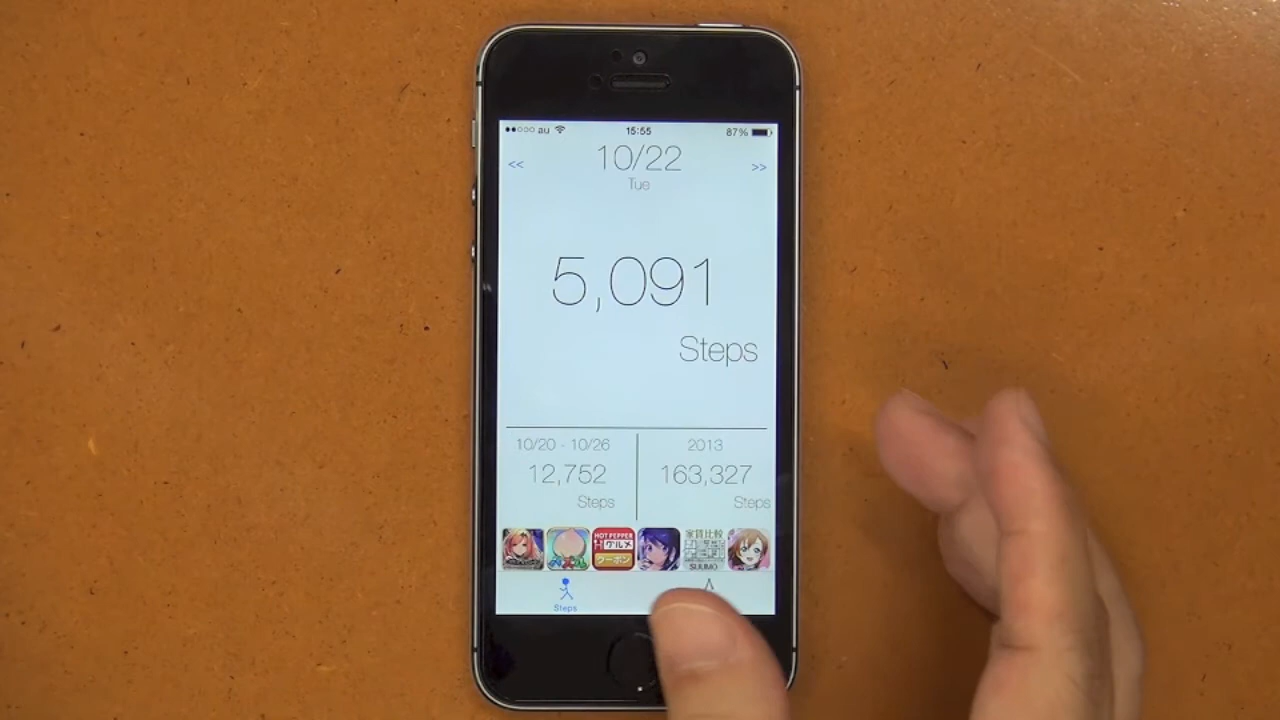 au 15:55 87%
<< 10/22 >>
Tue
5,091
Steps
10/20 - 10/26
12,752
Steps
2013
163,327
Steps
HOT PEPPER
グルメ
クーポン
家賃比較
SUUMO
Steps